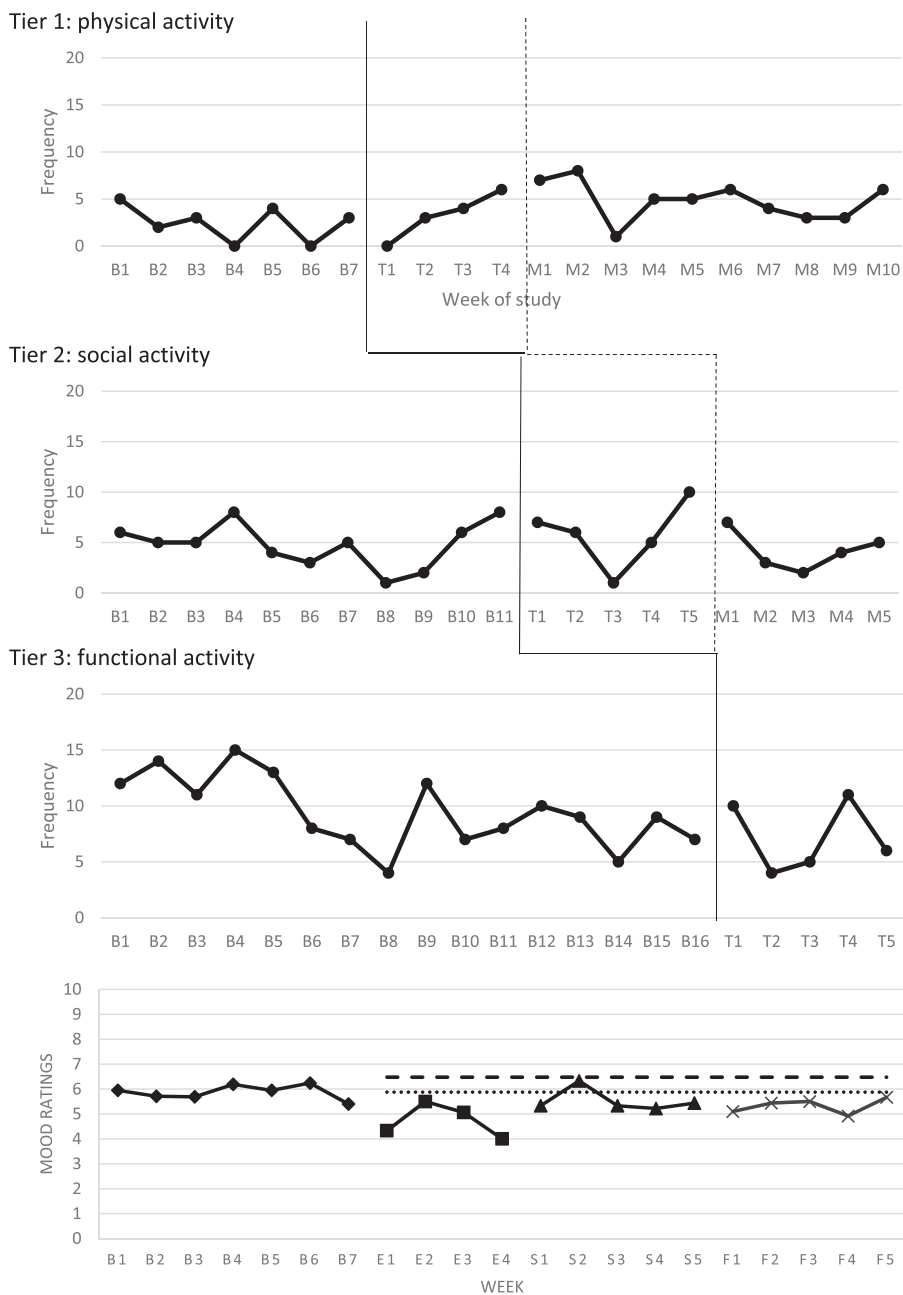 Tier 1: physical activity
20
15
10
5
0
Frequency
B1 B2 B3 B4 B5 B6 B7 T1 T2 T3 T4 M1 M2 M3 M4 M5 M6 M7 M8 M9 M10
Week of study
Tier 2: social activity
20
15
10
5
0
Frequency
B1 B2 B3 B4 B5 B6 B7 B8 B9 B10 B11 T1 T2 T3 T4 T5 M1 M2 M3 M4 M5
Tier 3: functional activity
20
15
10
5
0
Frequency
B1 B2 B3 B4 B5 B6 B7 B8 B9 B10 B11 B12 B13 B14 B15 B16 T1 T2 T3 T4 T5
10
9
8
7
6
5
4
3
2
1
0
MOOD RATINGS
B1 B2 B3 B4 B5 B6 B7 E1 E2 E3 E4 S1 S2 S3 S4 S5 F1 F2 F3 F4 F5
WEEK